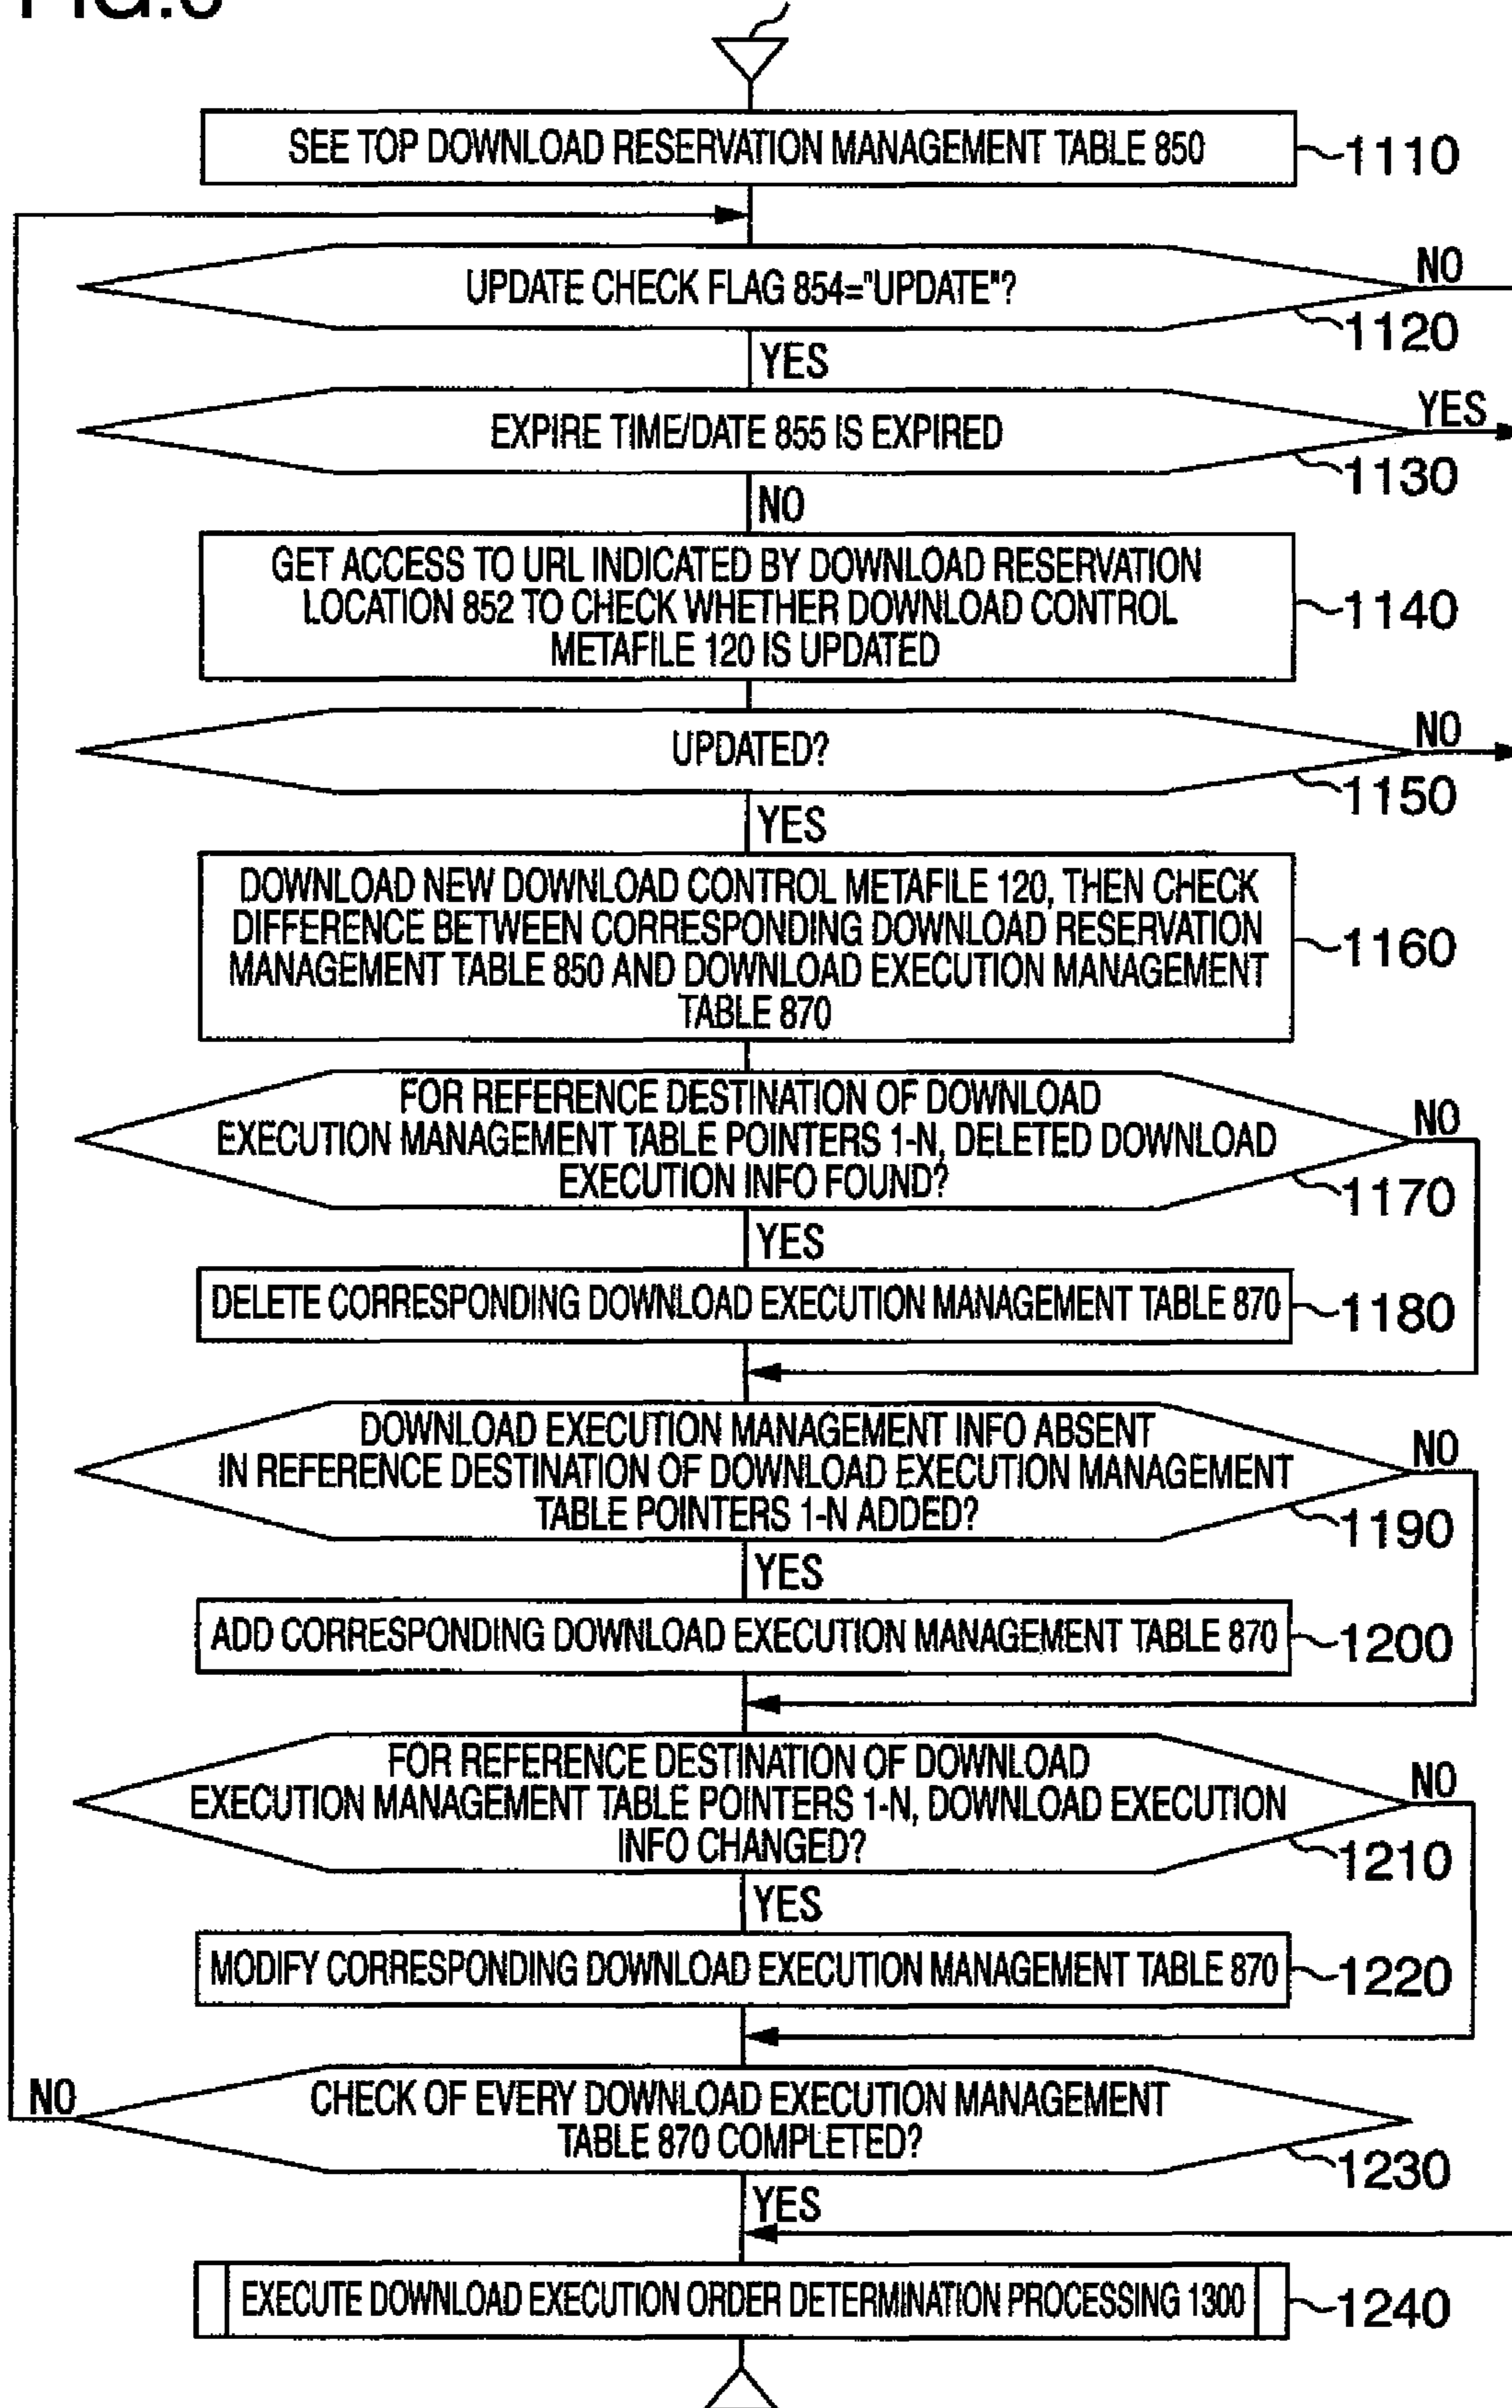 SEE TOP DOWNLOAD RESERVATION MANAGEMENT TABLE 850
1110
UPDATE CHECK FLAG 854="UPDATE"?
NO
1120
YES
EXPIRE TIME/DATE 855 IS EXPIRED
YES
1130
NO
GET ACCESS TO URL INDICATED BY DOWNLOAD RESERVATION
LOCATION 852 TO CHECK WHETHER DOWNLOAD CONTROL
METAFILE 120 IS UPDATED
1140
UPDATED?
NO
1150
YES
DOWNLOAD NEW DOWNLOAD CONTROL METAFILE 120, THEN CHECK
DIFFERENCE BETWEEN CORRESPONDING DOWNLOAD RESERVATION
MANAGEMENT TABLE 850 AND DOWNLOAD EXECUTION MANAGEMENT
TABLE 870
1160
FOR REFERENCE DESTINATION OF DOWNLOAD
EXECUTION MANAGEMENT TABLE POINTERS 1-N, DELETED DOWNLOAD
EXECUTION INFO FOUND?
NO
1170
YES
DELETE CORRESPONDING DOWNLOAD EXECUTION MANAGEMENT TABLE 870
1180
DOWNLOAD EXECUTION MANAGEMENT INFO ABSENT
IN REFERENCE DESTINATION OF DOWNLOAD EXECUTION MANAGEMENT
TABLE POINTERS 1-N ADDED?
NO
1190
YES
ADD CORRESPONDING DOWNLOAD EXECUTION MANAGEMENT TABLE 870
1200
FOR REFERENCE DESTINATION OF DOWNLOAD
EXECUTION MANAGEMENT TABLE POINTERS 1-N, DOWNLOAD EXECUTION
INFO CHANGED?
NO
1210
YES
MODIFY CORRESPONDING DOWNLOAD EXECUTION MANAGEMENT TABLE 870
1220
NO
CHECK OF EVERY DOWNLOAD EXECUTION MANAGEMENT
TABLE 870 COMPLETED?
1230
YES
EXECUTE DOWNLOAD EXECUTION ORDER DETERMINATION PROCESSING 1300
1240